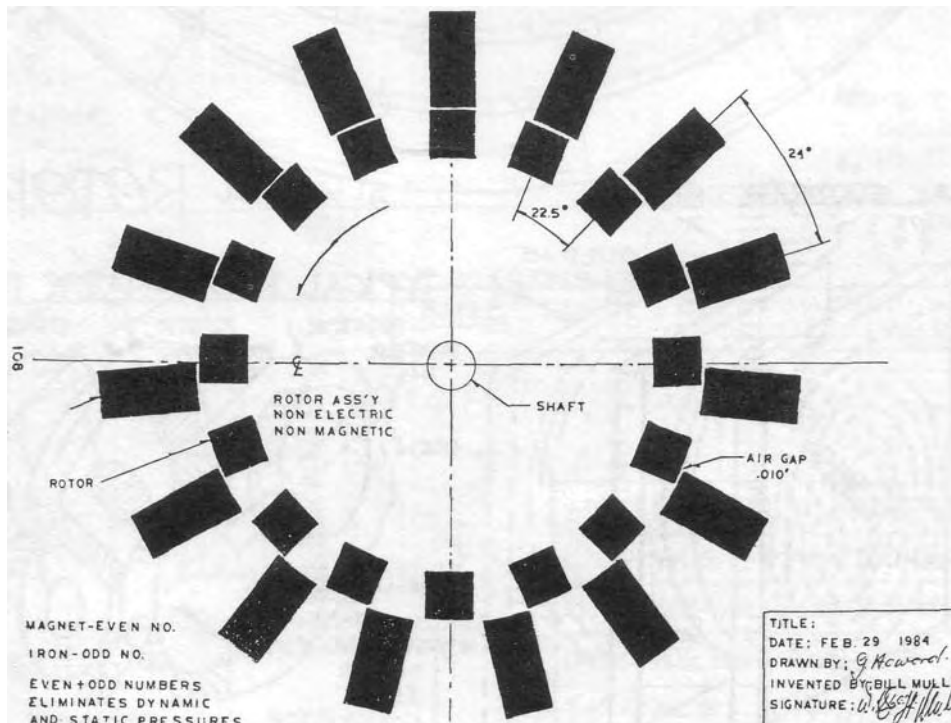 24°
22.5°
108
ROTOR ASS'Y
NON ELECTRIC
NON MAGNETIC
SHAFT
ROTOR
AIR GAP
.010"
MAGNET-EVEN NO.
IRON-ODD NO.
EVEN + ODD NUMBERS
ELIMINATES DYNAMIC
AND STATIC PRESSURES
TITLE:
DATE: FEB. 29 1984
DRAWN BY:
INVENTED BY: BILL MULL
SIGNATURE: